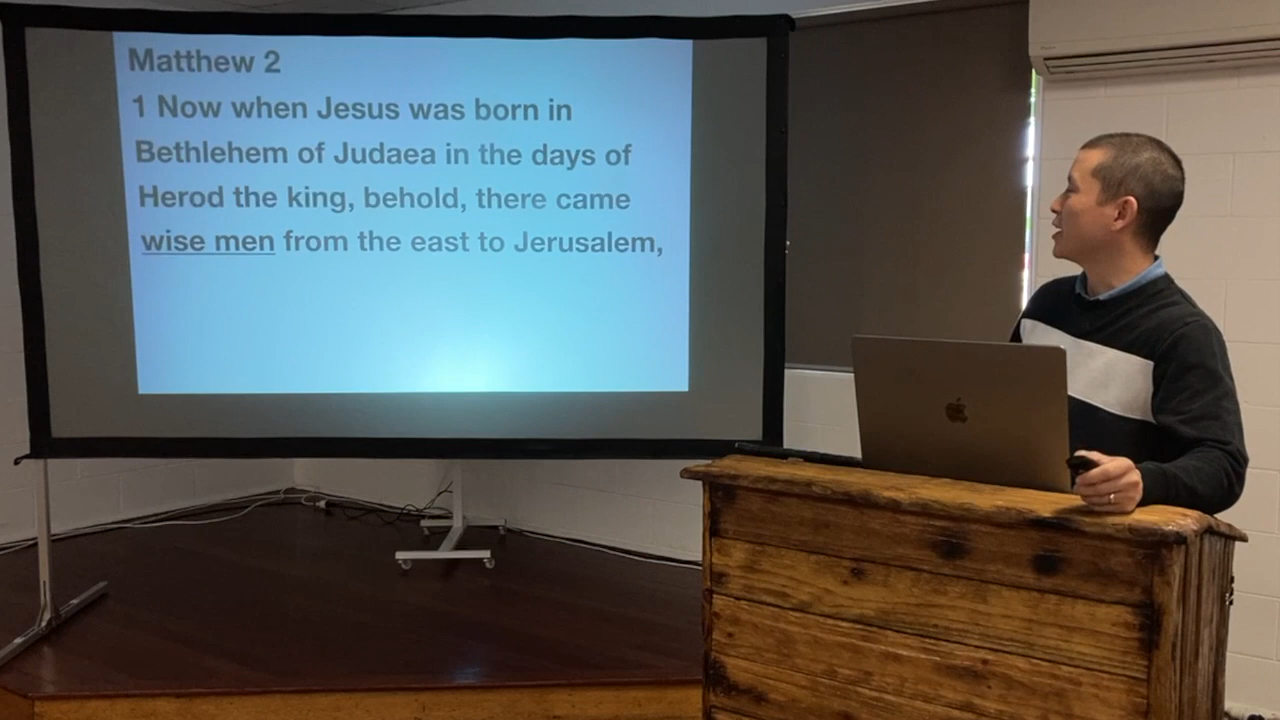 Matthew 2
1 Now when Jesus was born in
Bethlehem of Judaea in the days of
Herod the king, behold, there came
wise men from the east to Jerusalem,